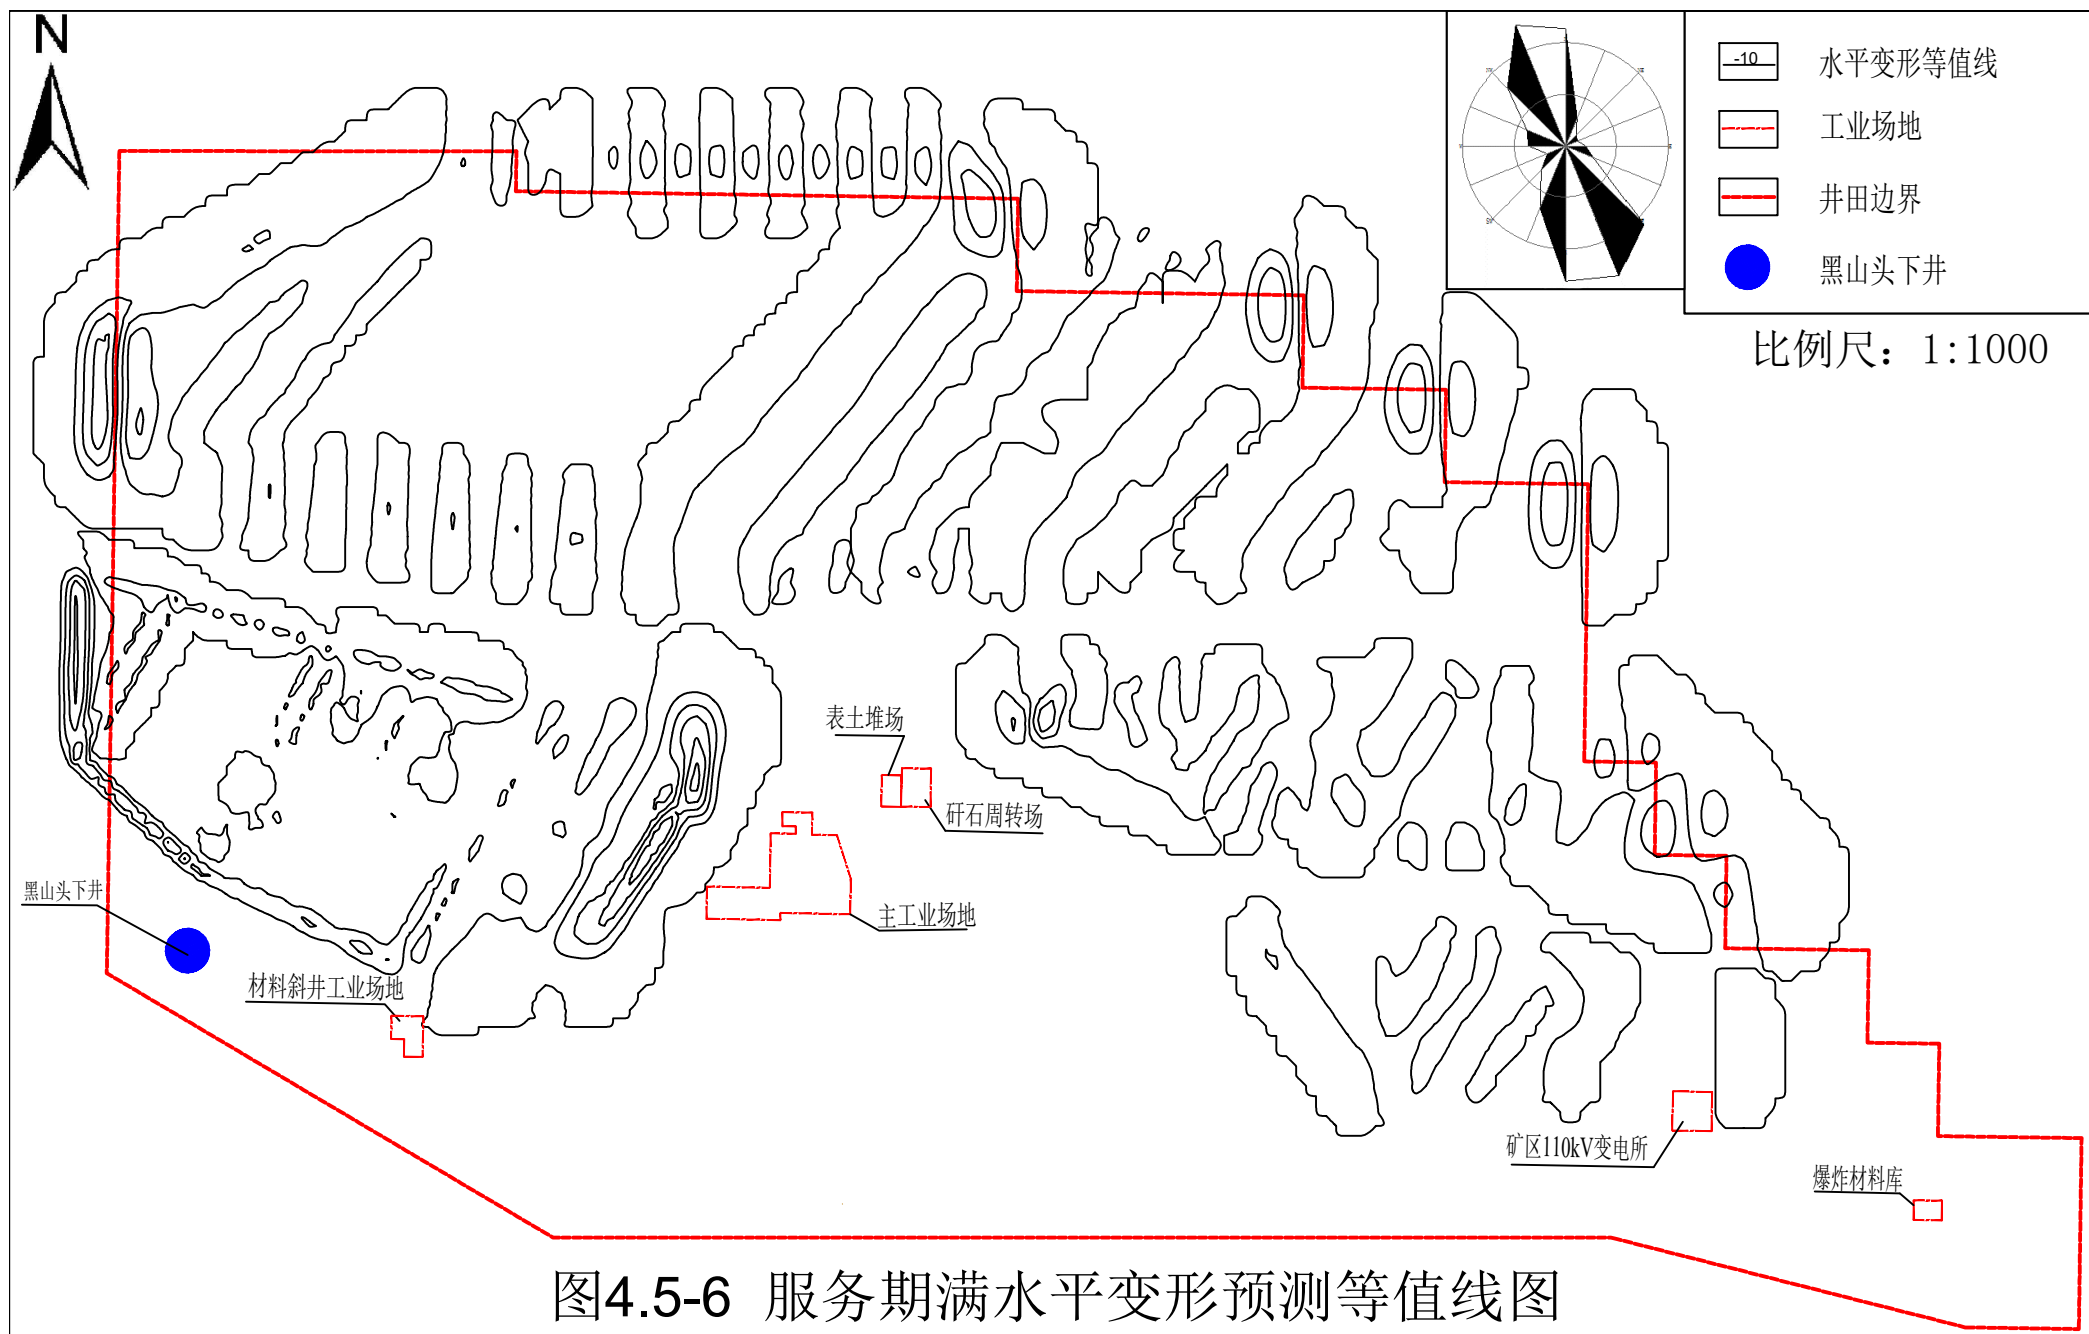 N
-10
水平变形等值线
工业场地
井田边界
黑山头下井
比例尺：1:1000
表土堆场
矸石周转场
主工业场地
黑山头下井
材料斜井工业场地
矿区110kV变电所
爆炸材料库
图4.5-6 服务期满水平变形预测等值线图